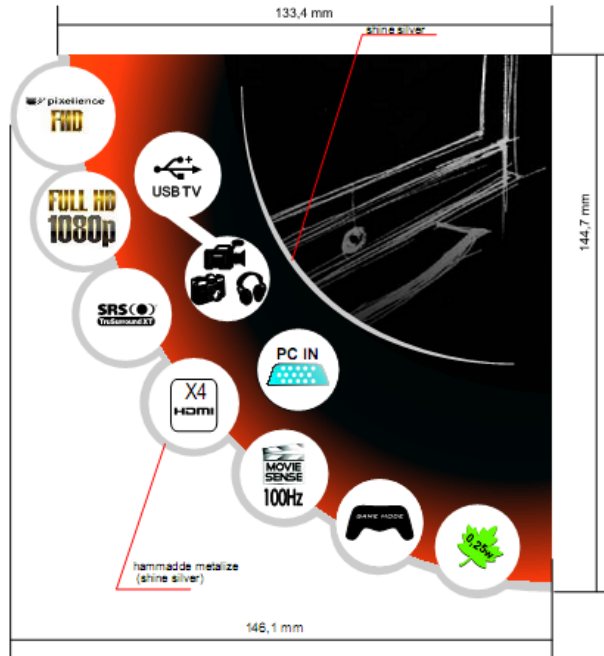 133,4 mm
shine silver
pixellence
FHD
USB TV
FULL HD
1080p
144,7 mm
SRS
TruSurround XT
PC IN
X4
HDMI
MOVIE
SENSE
100Hz
GAME MODE
0,25w
hammadde metalize
(shine silver)
146,1 mm